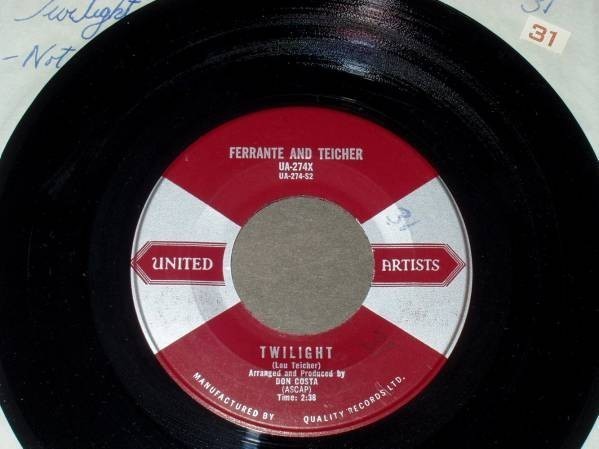 Twilight
- Not
31
31
FERRANTE AND TEICHER
UA-274X
UA-274-S2
31
UNITED ARTISTS
TWILIGHT
(Lou Teicher)
Arranged and Produced by
DON COSTA
(ASCAP)
Time: 2:38
MANUFACTURED BY QUALITY RECORDS LTD.